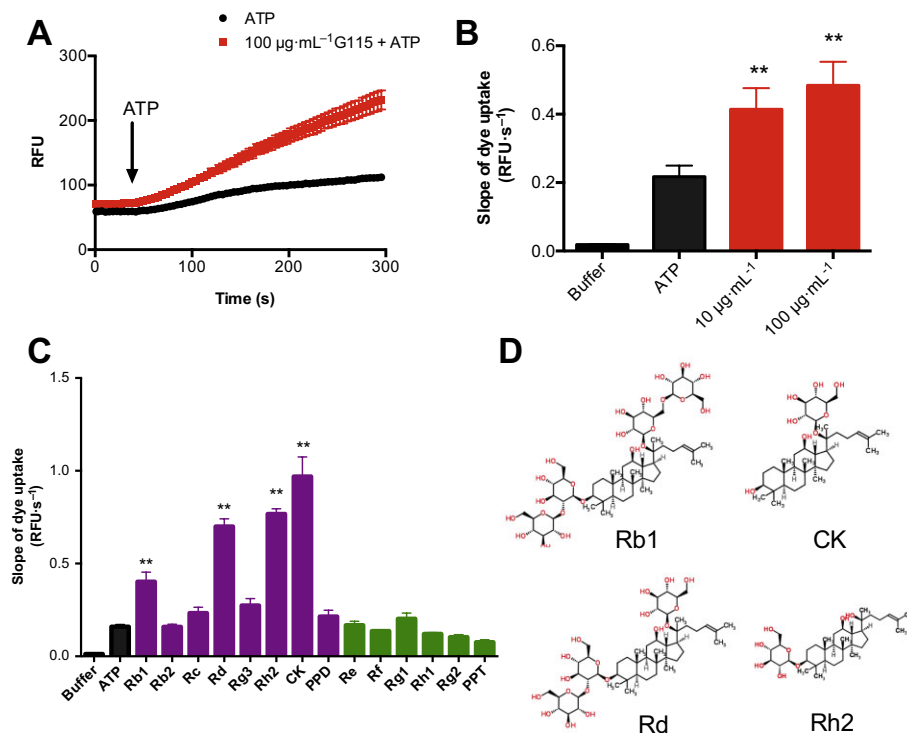 A
ATP
100 µg·mL⁻¹G115 + ATP
300
200
100
0
RFU
ATP
0
100
200
300
Time (s)
B
0.6
0.4
0.2
0.0
Slope of dye uptake
(RFU·s⁻¹)
**
**
Buffer
ATP
10 µg·mL⁻¹
100 µg·mL⁻¹
C
1.5
1.0
0.5
0.0
Slope of dye uptake
(RFU·s⁻¹)
**
**
**
**
Buffer
ATP
Rb1
Rb2
Rc
Rd
Rg3
Rh2
CK
PPD
Re
Rf
Rg1
Rh1
Rg2
PPT
D
Rb1
CK
Rd
Rh2